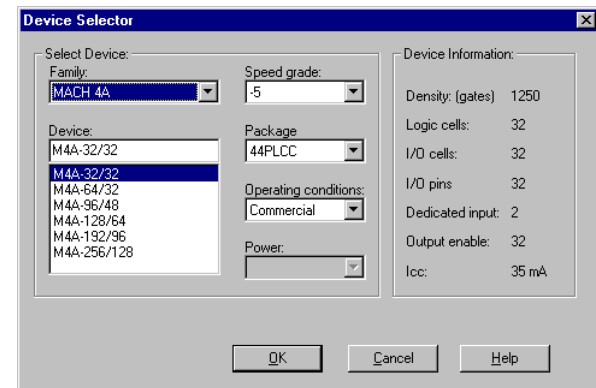 Device Selector
Select Device:
Family:
MACH 4A
Speed grade:
-5
Device:
M4A-32/32
Package
44PLCC
M4A-32/32
M4A-64/32
M4A-96/48
M4A-128/64
M4A-192/96
M4A-256/128
Operating conditions:
Commercial
Power:
Device Information:
Density: (gates) 1250
Logic cells: 32
I/O cells: 32
I/O pins 32
Dedicated input: 2
Output enable: 32
Icc: 35 mA
OK Cancel Help